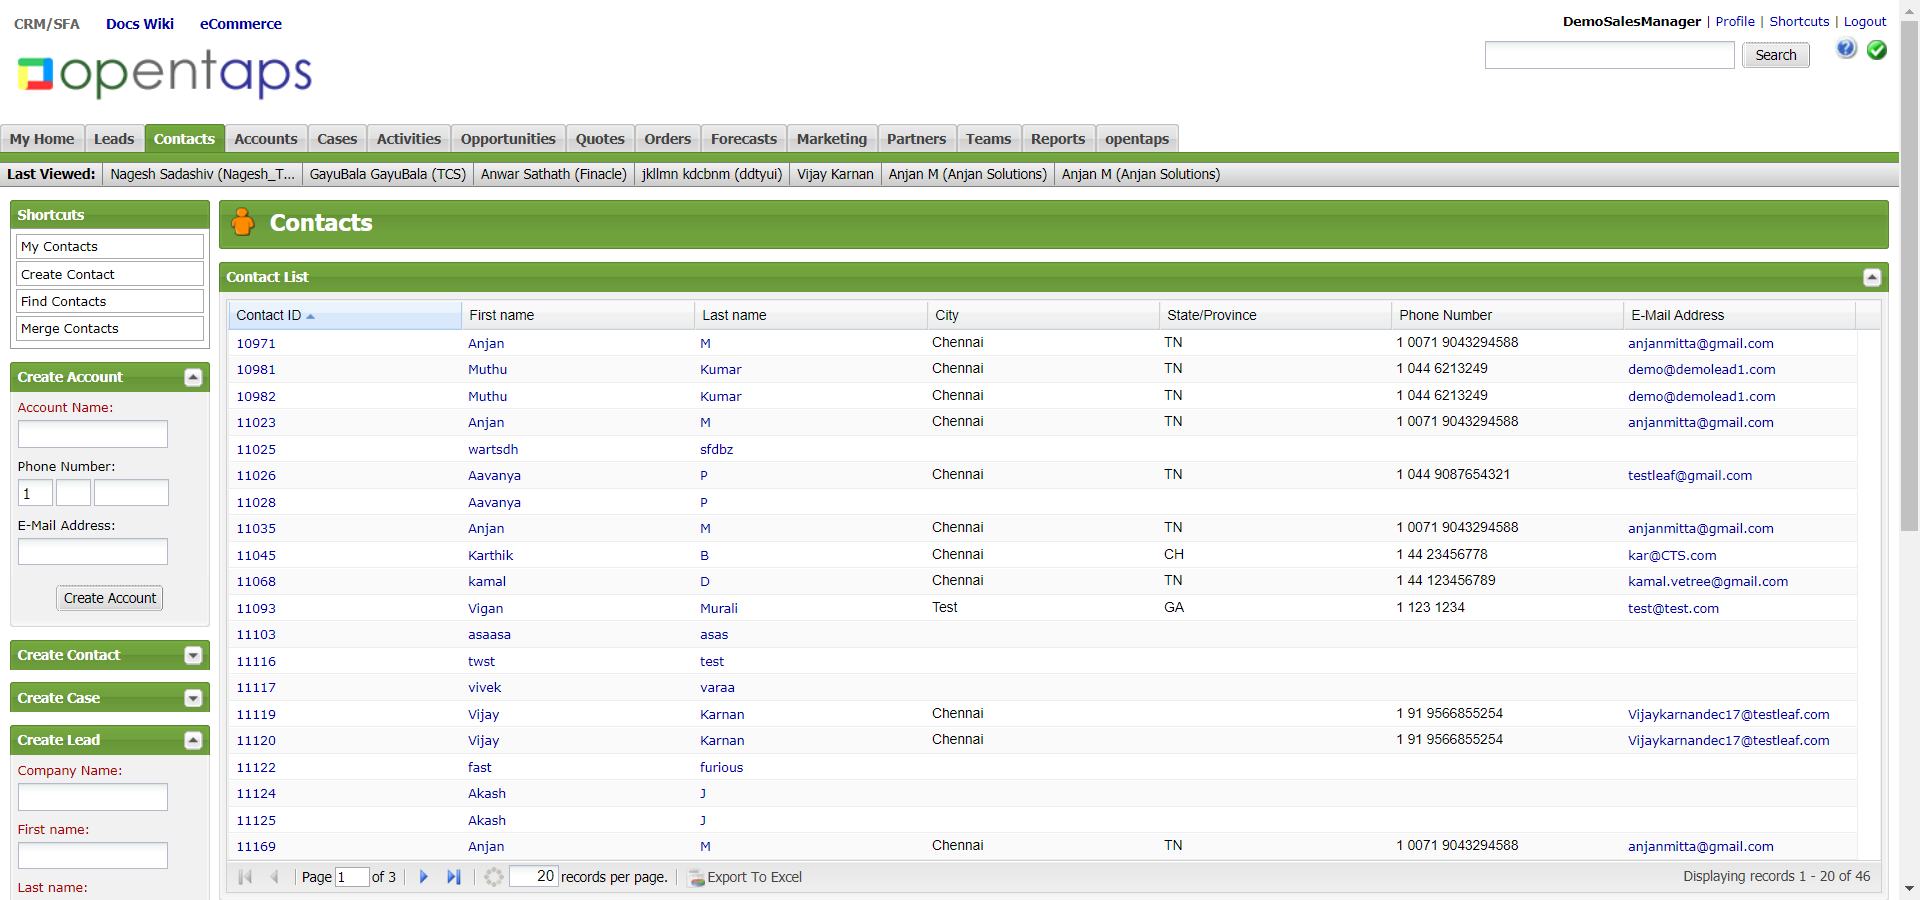 CRM/SFA Docs Wiki eCommerce
DemoSalesManager | Profile | Shortcuts | Logout
opentaps
Search
My Home Leads Contacts Accounts Cases Activities Opportunities Quotes Orders Forecasts Marketing Partners Teams Reports opentaps
Last Viewed: Nagesh Sadashiv (Nagesh_T... GayuBala GayuBala (TCS) Anwar Sathath (Finacle) jkllmn kdcbnm (ddtyui) Vijay Karnan Anjan M (Anjan Solutions) Anjan M (Anjan Solutions)
Shortcuts
My Contacts
Create Contact
Find Contacts
Merge Contacts
Create Account
Account Name:
Phone Number:
1
E-Mail Address:
Create Account
Create Contact
Create Case
Create Lead
Company Name:
First name:
Last name:
Contacts
Contact List
Contact ID First name Last name City State/Province Phone Number E-Mail Address
10971 Anjan M Chennai TN 1 0071 9043294588 anjanmitta@gmail.com
10981 Muthu Kumar Chennai TN 1 044 6213249 demo@demolead1.com
10982 Muthu Kumar Chennai TN 1 044 6213249 demo@demolead1.com
11023 Anjan M Chennai TN 1 0071 9043294588 anjanmitta@gmail.com
11025 wartsdh sfdbz
11026 Aavanya P Chennai TN 1 044 9087654321 testleaf@gmail.com
11028 Aavanya P
11035 Anjan M Chennai TN 1 0071 9043294588 anjanmitta@gmail.com
11045 Karthik B Chennai CH 1 44 23456778 kar@CTS.com
11068 kamal D Chennai TN 1 44 123456789 kamal.vetree@gmail.com
11093 Vigan Murali Test GA 1 123 1234 test@test.com
11103 asaasa asas
11116 twst test
11117 vivek varaa
11119 Vijay Karnan Chennai 1 91 9566855254 Vijaykarnandec17@testleaf.com
11120 Vijay Karnan Chennai 1 91 9566855254 Vijaykarnandec17@testleaf.com
11122 fast furious
11124 Akash J
11125 Akash J
11169 Anjan M Chennai TN 1 0071 9043294588 anjanmitta@gmail.com
Page 1 of 3 20 records per page. Export To Excel Displaying records 1 - 20 of 46